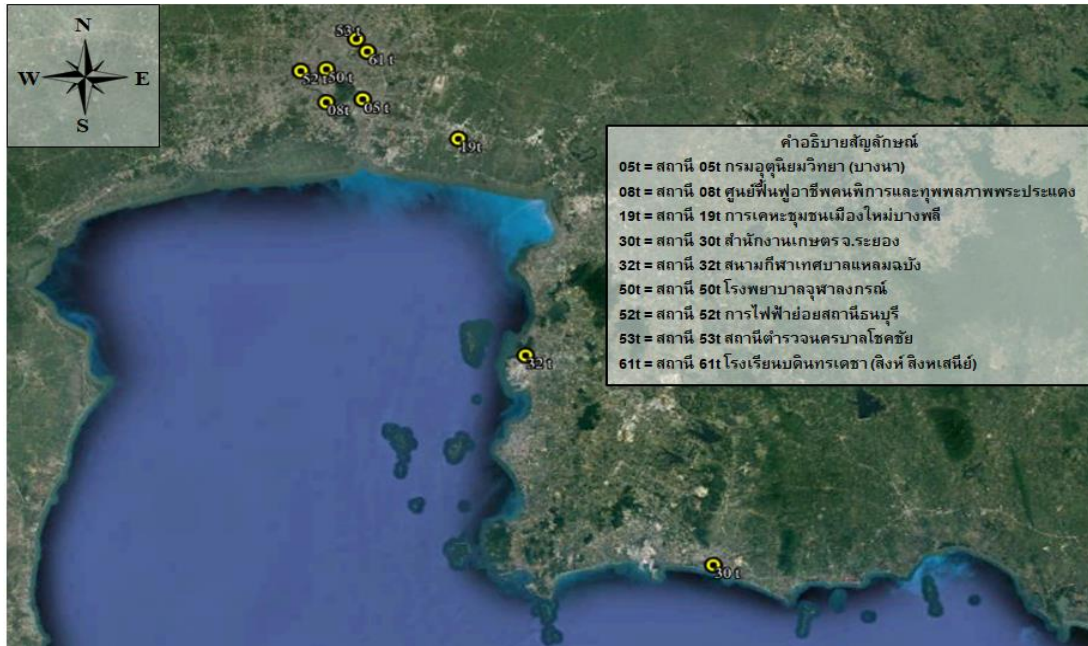 N
W E
S
53 t
61 t
52 t 50 t
08t 05 t
19t
คำอธิบายสัญลักษณ์
05t = สถานี 05t กรมอุตุนิยมวิทยา (บางนา)
08t = สถานี 08t ศูนย์ฟื้นฟูอาชีพคนพิการและทุพพลภาพพระประแดง
19t = สถานี 19t การเคหะชุมชนเมืองใหม่บางพลี
30t = สถานี 30t สำนักงานเกษตร จ.ระยอง
32t = สถานี 32t สนามกีฬาเทศบาลแหลมฉบัง
50t = สถานี 50t โรงพยาบาลจุฬาลงกรณ์
52t = สถานี 52t การไฟฟ้าย่อยสถานีธนบุรี
53t = สถานี 53t สถานีตำรวจนครบาลโชคชัย
61t = สถานี 61t โรงเรียนบดินทรเดชา (สิงห์ สิงหเสนีย์)
32 t
30 t